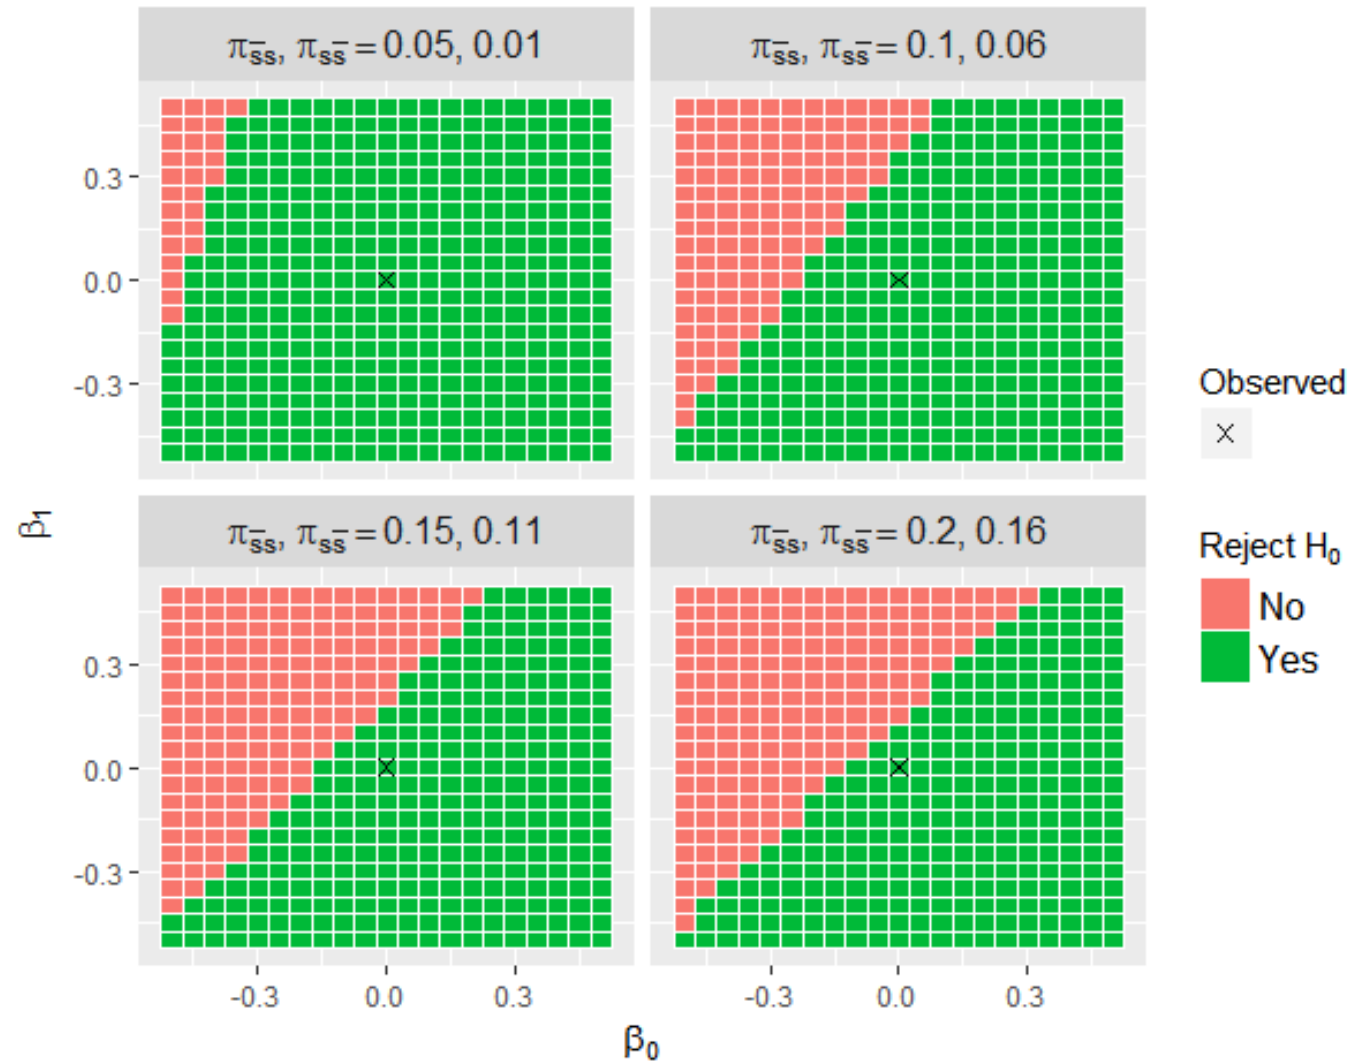 π_s̅s, π_ss̅ = 0.05, 0.01
π_s̅s, π_ss̅ = 0.1, 0.06
0.3
0.0
-0.3
π_s̅s, π_ss̅ = 0.15, 0.11
π_s̅s, π_ss̅ = 0.2, 0.16
0.3
0.0
-0.3
-0.3 0.0 0.3
-0.3 0.0 0.3
β₀
β₁
Observed
×
Reject H₀
No
Yes